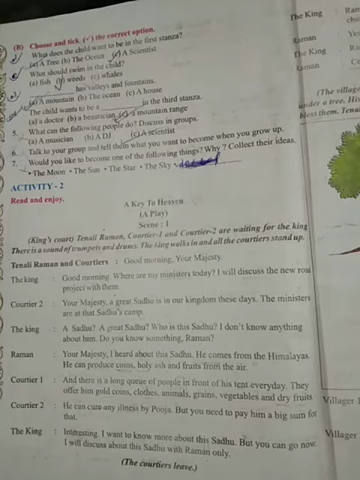 (B) Choose and tick (✓) the correct option.
1. What does the child want to be in the first stanza?
(a) A Tree (b) The Ocean (c) A Scientist
2. What should swim in the child?
(a) fish (b) weeds (c) whales
has valleys and fountains.
(a) A mountain (b) The ocean (c) A house
The child wants to be a in the third stanza.
(a) a doctor (b) a beautician (c) a mountain range
5. What can the following people do? Discuss in groups.
(a) A musician (b) A DJ (c) A scientist
6. Talk to your group and tell them what you want to become when you grow up.
7. Would you like to become one of the following things? Why ? Collect their ideas.
• The Moon • The Sun • The Star • The Sky
ACTIVITY - 2
Read and enjoy.
A Key To Heaven
(A Play)
Scene : I
(King's court) Tenali Raman, Courtier-1 and Courtier-2 are waiting for the king
There is a sound of trumpets and drums. The king walks in and all the courtiers stand up.
Tenali Raman and Courtiers : Good morning, Your Majesty.
The king : Good morning. Where are my ministers today? I will discuss the new road
project with them.
Courtier 2 : Your Majesty, a great Sadhu is in our kingdom these days. The ministers
are at that Sadhu's camp.
The king : A Sadhu? A great Sadhu? Who is this Sadhu? I don't know anything
about him. Do you know something, Raman?
Raman : Your Majesty, I heard about this Sadhu. He comes from the Himalayas.
He can produce coins, holy ash and fruits from the air.
Courtier 1 : And there is a long queue of people in front of his tent everyday. They
offer him gold coins, clothes, animals, grains, vegetables and dry fruits
Courtier 2 : He can cure any illness by Pooja. But you need to pay him a big sum for
that.
The King : Interesting. I want to know more about this Sadhu. But you can go now.
I will discuss about this Sadhu with Raman only.
(The courtiers leave.)
The King : Ram
Raman : Yes
The King : Ra
Raman
(The village
under a tree. His
bless them. Tena
Villager 1
Villager